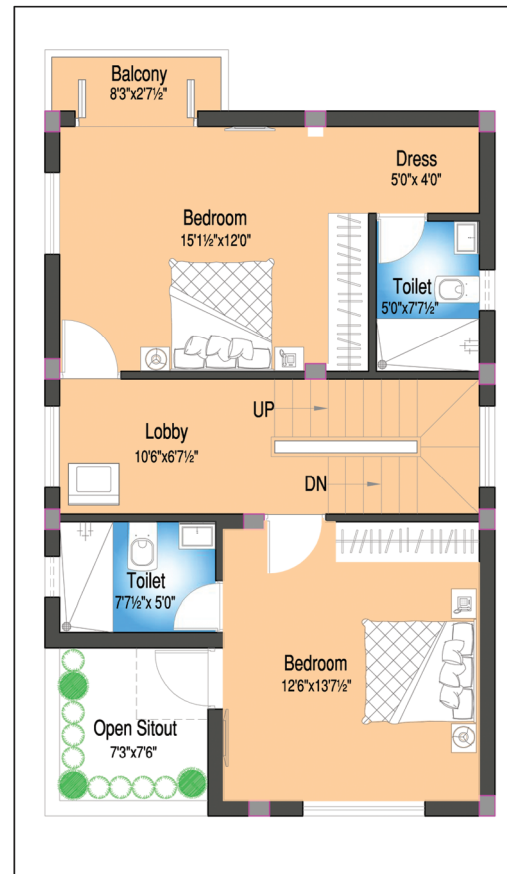 Balcony
8'3"x2'7½"
Dress
5'0"x 4'0"
Bedroom
15'1½"x12'0"
Toilet
5'0"x7'7½"
UP
Lobby
10'6"x6'7½"
DN
Toilet
7'7½"x 5'0"
Bedroom
12'6"x13'7½"
Open Sitout
7'3"x7'6"